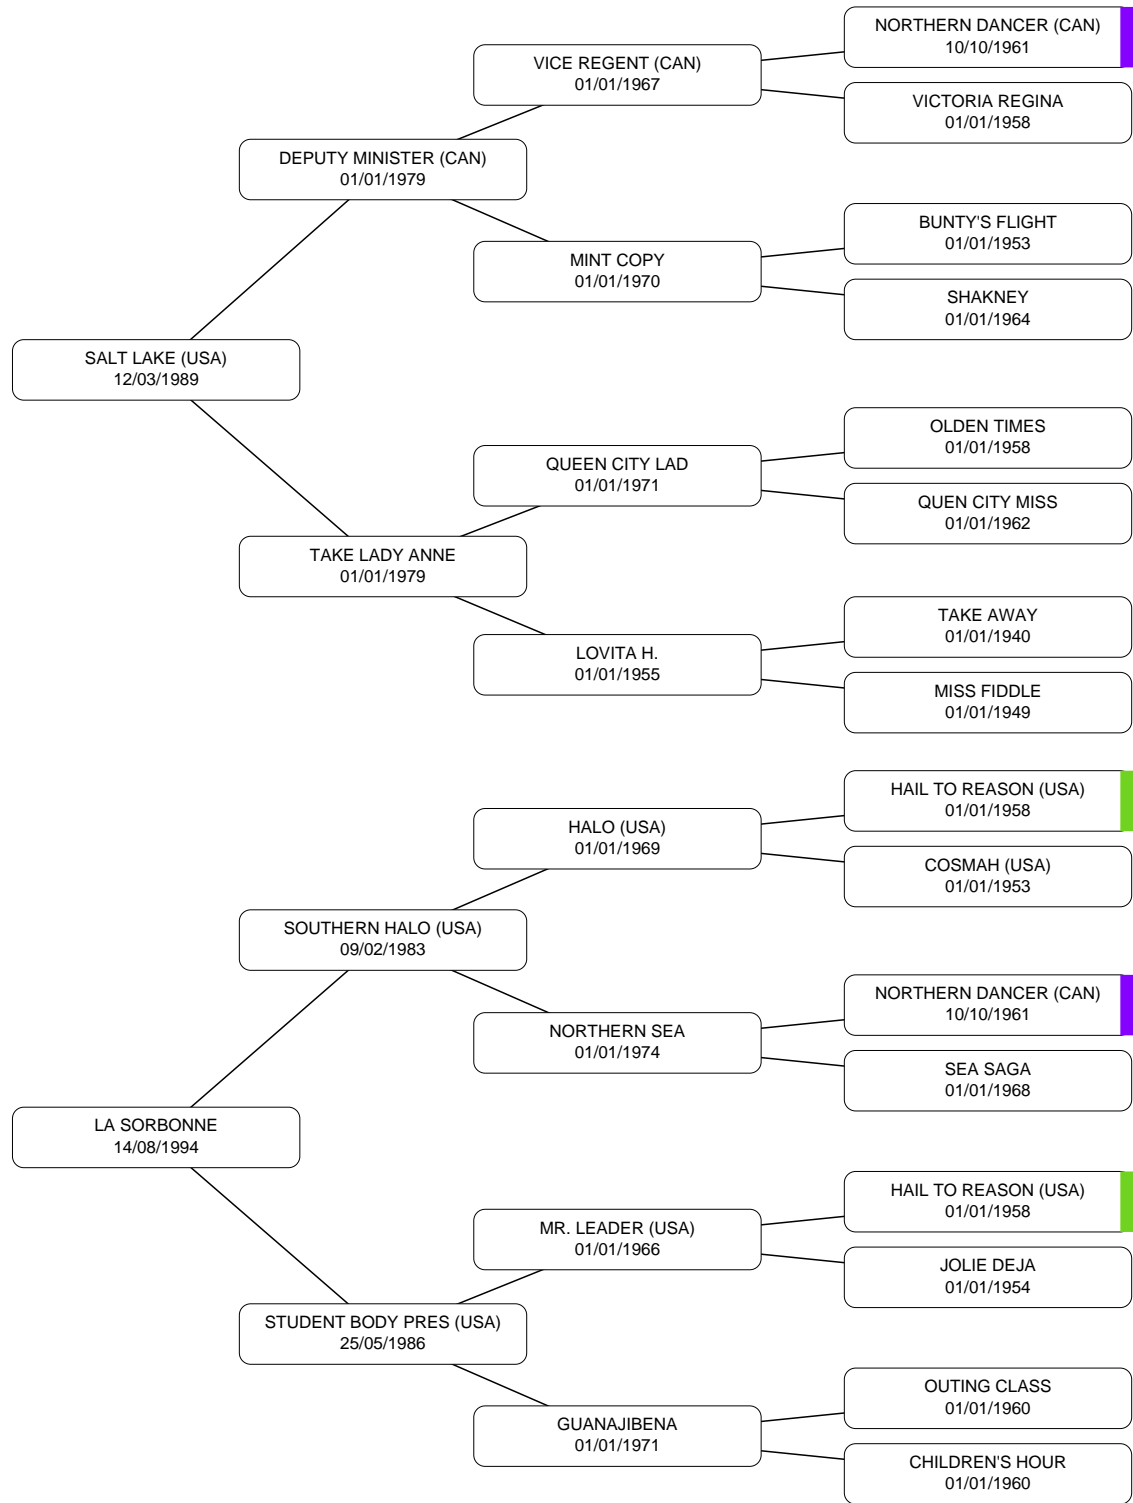 NORTHERN DANCER (CAN)
10/10/1961
VICE REGENT (CAN)
01/01/1967
VICTORIA REGINA
01/01/1958
DEPUTY MINISTER (CAN)
01/01/1979
BUNTY'S FLIGHT
01/01/1953
MINT COPY
01/01/1970
SHAKNEY
01/01/1964
SALT LAKE (USA)
12/03/1989
OLDEN TIMES
01/01/1958
QUEEN CITY LAD
01/01/1971
QUEN CITY MISS
01/01/1962
TAKE LADY ANNE
01/01/1979
TAKE AWAY
01/01/1940
LOVITA H.
01/01/1955
MISS FIDDLE
01/01/1949
HAIL TO REASON (USA)
01/01/1958
HALO (USA)
01/01/1969
COSMAH (USA)
01/01/1953
SOUTHERN HALO (USA)
09/02/1983
NORTHERN DANCER (CAN)
10/10/1961
NORTHERN SEA
01/01/1974
SEA SAGA
01/01/1968
LA SORBONNE
14/08/1994
HAIL TO REASON (USA)
01/01/1958
MR. LEADER (USA)
01/01/1966
JOLIE DEJA
01/01/1954
STUDENT BODY PRES (USA)
25/05/1986
OUTING CLASS
01/01/1960
GUANAJIBENA
01/01/1971
CHILDREN'S HOUR
01/01/1960